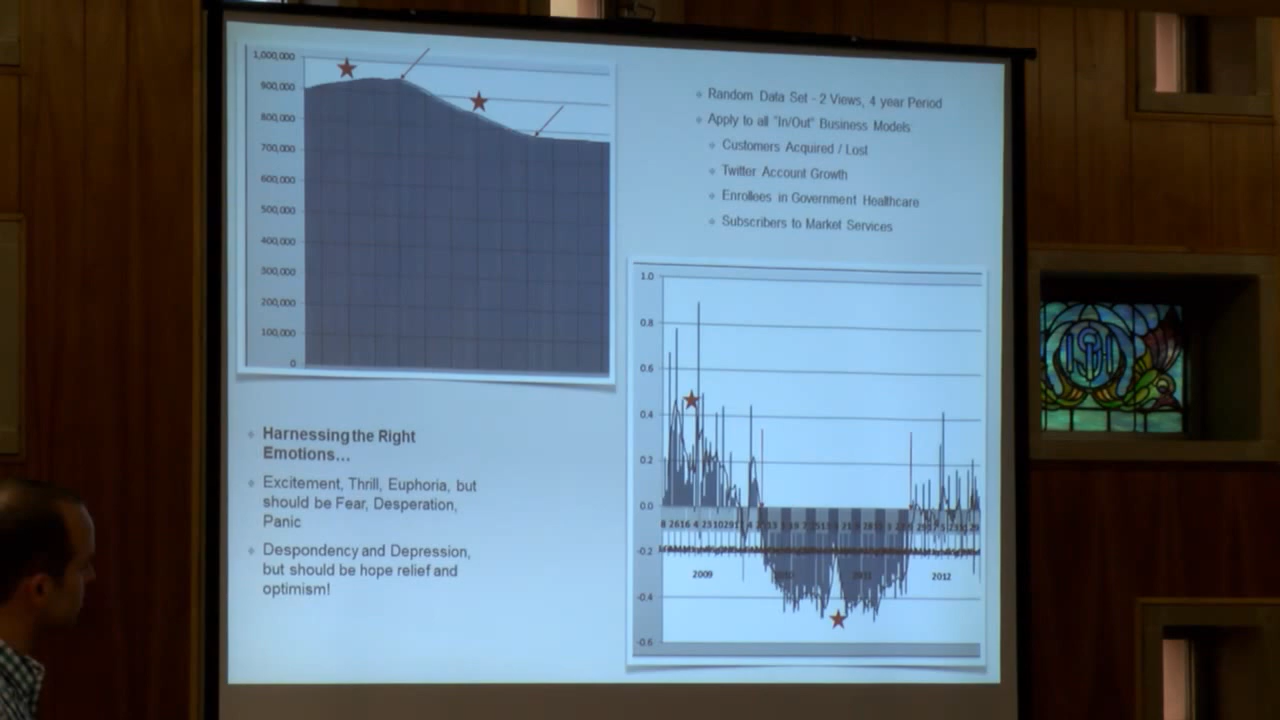 1,000,000
900,000
800,000
700,000
600,000
500,000
400,000
300,000
200,000
100,000
0
Random Data Set - 2 Views, 4 year Period
Apply to all "In/Out" Business Models
Customers Acquired / Lost
Twitter Account Growth
Enrollees in Government Healthcare
Subscribers to Market Services
Harnessing the Right
Emotions...
Excitement, Thrill, Euphoria, but
should be Fear, Desperation,
Panic
Despondency and Depression,
but should be hope relief and
optimism!
1.0
0.8
0.6
0.4
0.2
0.0
-0.2
2009
2012
-0.4
-0.6